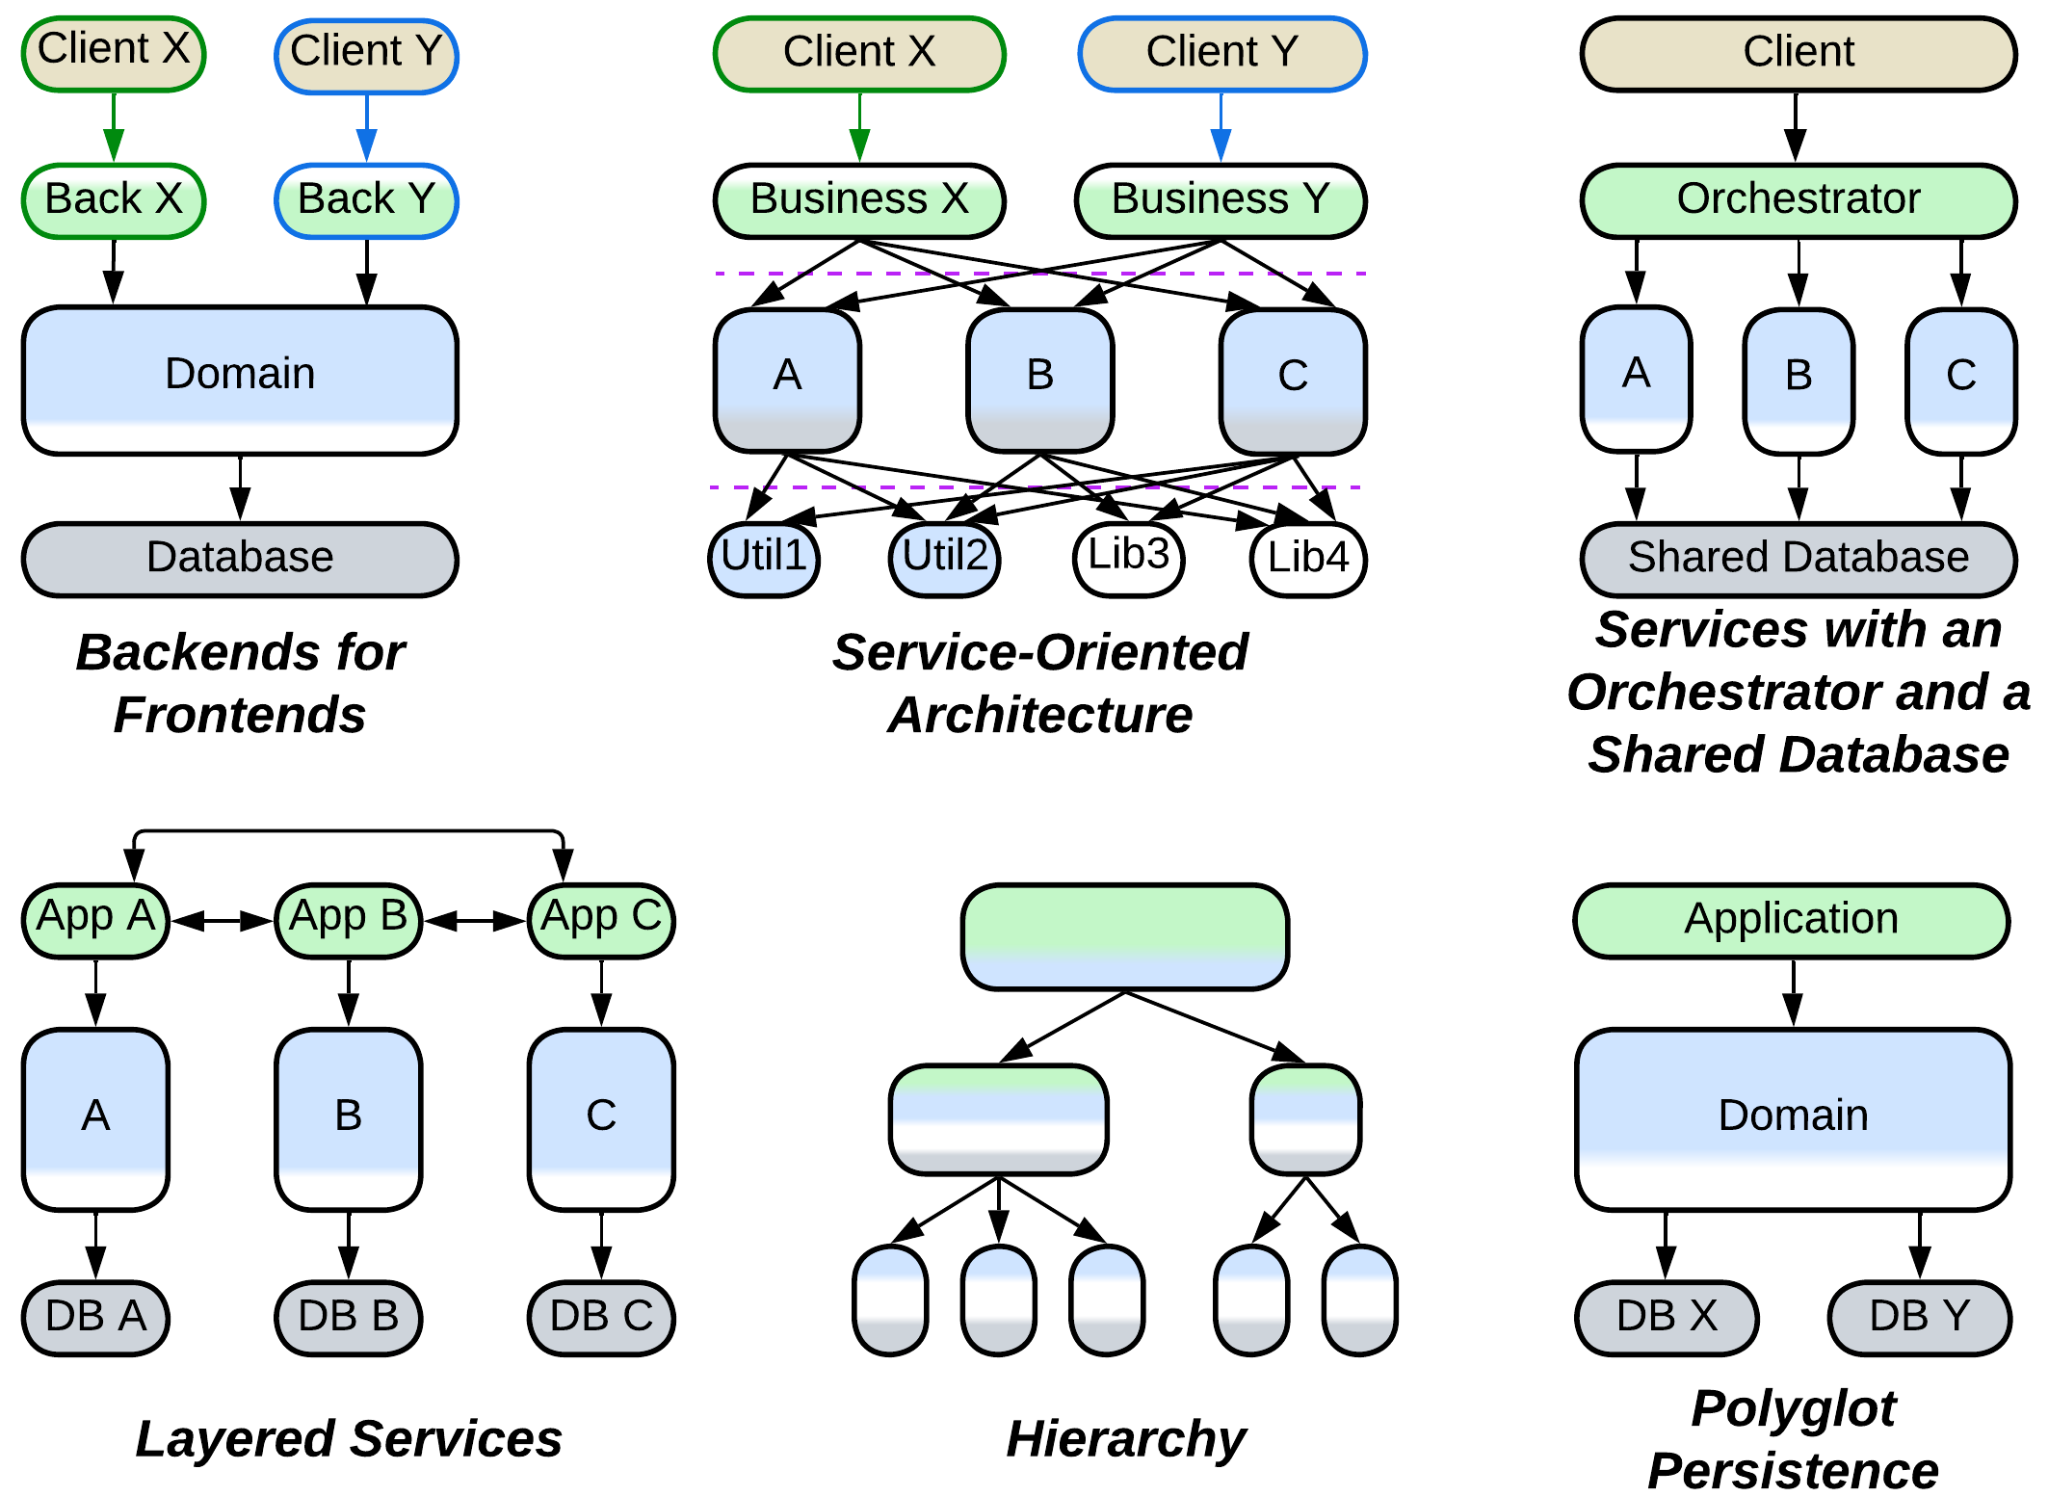 Client X
Client Y
Back X
Back Y
Domain
Database
Backends for
Frontends
Client X
Client Y
Business X
Business Y
A
B
C
Util1
Util2
Lib3
Lib4
Service-Oriented
Architecture
Client
Orchestrator
A
B
C
Shared Database
Services with an
Orchestrator and a
Shared Database
App A
App B
App C
A
B
C
DB A
DB B
DB C
Layered Services
Hierarchy
Application
Domain
DB X
DB Y
Polyglot
Persistence